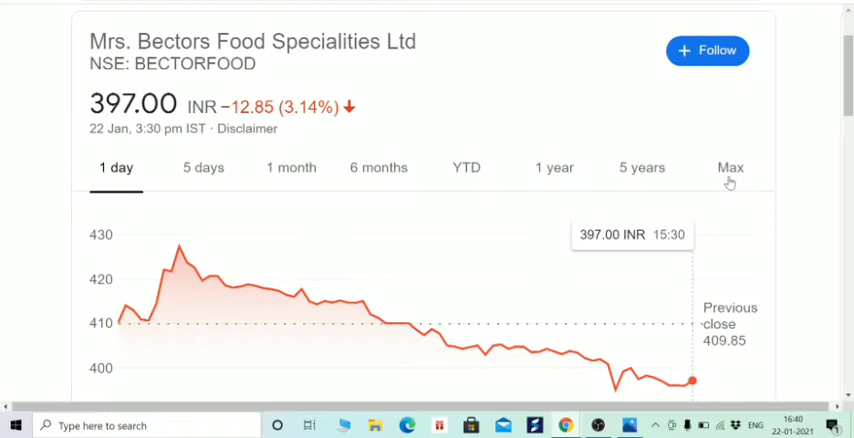 Mrs. Bectors Food Specialities Ltd
NSE: BECTORFOOD
+ Follow
397.00 INR −12.85 (3.14%) ↓
22 Jan, 3:30 pm IST · Disclaimer
1 day 5 days 1 month 6 months YTD 1 year 5 years Max
397.00 INR 15:30
430
420
410
400
Previous
close
409.85
Type here to search
ENG
16:40
22-01-2021